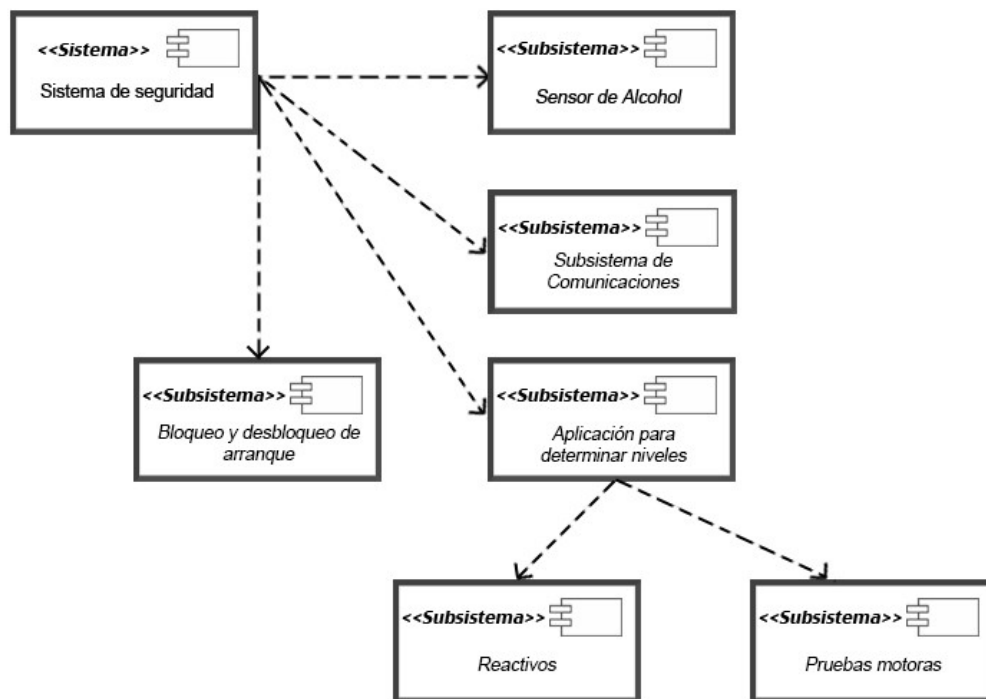 <<Sistema>>
Sistema de seguridad
<<Subsistema>>
Sensor de Alcohol
<<Subsistema>>
Subsistema de
Comunicaciones
<<Subsistema>>
Bloqueo y desbloqueo de
arranque
<<Subsistema>>
Aplicación para
determinar niveles
<<Subsistema>>
Reactivos
<<Subsistema>>
Pruebas motoras